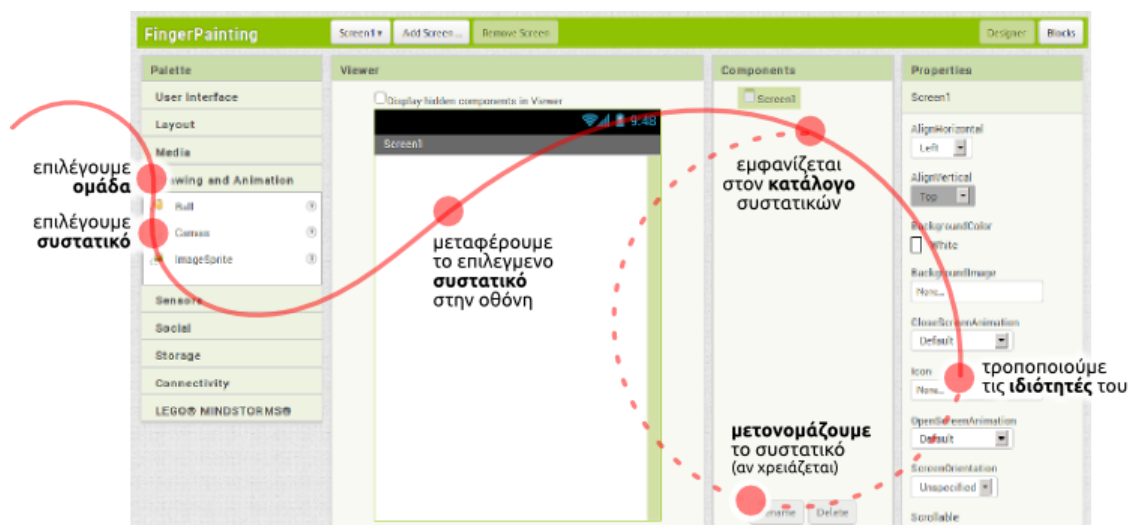 FingerPainting
Screen1 Add Screen ... Remove Screen
Designer Blocks
Palette
User Interface
Layout
Media
Drawing and Animation
Ball
Canvas
ImageSprite
Sensors
Social
Storage
Connectivity
LEGO® MINDSTORMS®
επιλέγουμε
ομάδα
επιλέγουμε
συστατικό
Viewer
Display hidden components in Viewer
9:48
Screen1
μεταφέρουμε
το επιλεγμενο
συστατικό
στην οθόνη
Components
Screen1
εμφανίζεται
στον κατάλογο
συστατικών
μετονομάζουμε
το συστατικό
(αν χρειάζεται)
Rename Delete
Properties
Screen1
AlignHorizontal
Left
AlignVertical
Top
BackgroundColor
White
BackgroundImage
None...
CloseScreenAnimation
Default
Icon
None...
τροποποιούμε
τις ιδιότητές του
OpenScreenAnimation
Default
ScreenOrientation
Unspecified
Scrollable